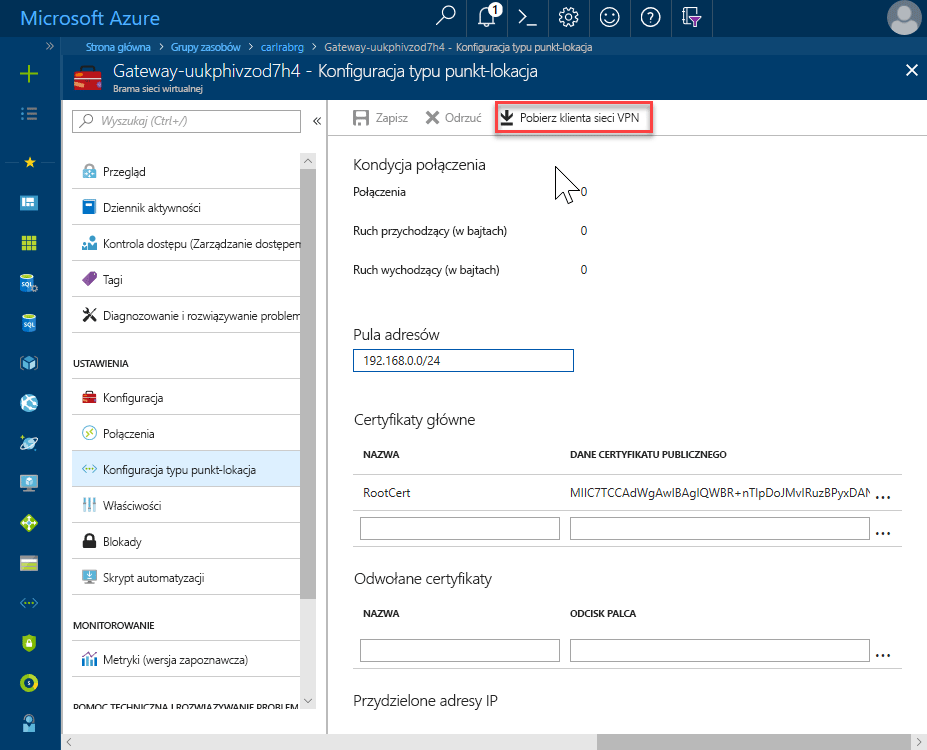 Microsoft Azure
1
Strona główna > Grupy zasobów > carlrabrg > Gateway-uukphivzod7h4 - Konfiguracja typu punkt-lokacja
Gateway-uukphivzod7h4 - Konfiguracja typu punkt-lokacja
Brama sieci wirtualnej
Wyszukaj (Ctrl+/)
Przegląd
Dziennik aktywności
Kontrola dostępu (Zarządzanie dostępem
Tagi
Diagnozowanie i rozwiązywanie problem
USTAWIENIA
Konfiguracja
Połączenia
Konfiguracja typu punkt-lokacja
Właściwości
Blokady
Skrypt automatyzacji
MONITOROWANIE
Metryki (wersja zapoznawcza)
POMOC TECHNICZNA I ROZWIĄZYWANIE PROBLEM
Zapisz Odrzuć Pobierz klienta sieci VPN
Kondycja połączenia
Połączenia 0
Ruch przychodzący (w bajtach) 0
Ruch wychodzący (w bajtach) 0
Pula adresów
192.168.0.0/24
Certyfikaty główne
NAZWA DANE CERTYFIKATU PUBLICZNEGO
RootCert MIIC7TCCAdWgAwIBAgIQWBR+nTIpDoJMvIRuzBPyxDAN ...
...
Odwołane certyfikaty
NAZWA ODCISK PALCA
...
Przydzielone adresy IP